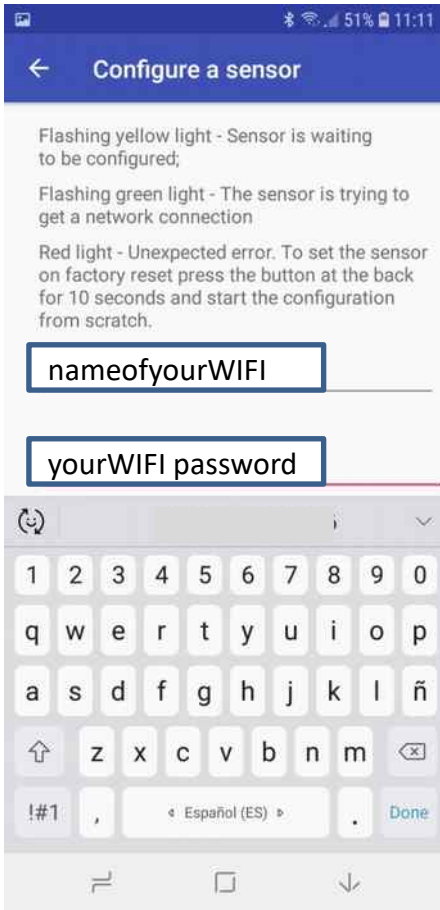 51% 11:11
Configure a sensor
Flashing yellow light - Sensor is waiting
to be configured;
Flashing green light - The sensor is trying to
get a network connection
Red light - Unexpected error. To set the sensor
on factory reset press the button at the back
for 10 seconds and start the configuration
from scratch.
nameofyourWIFI
yourWIFI password
1 2 3 4 5 6 7 8 9 0
q w e r t y u i o p
a s d f g h j k l ñ
z x c v b n m
!#1 , Español (ES) . Done